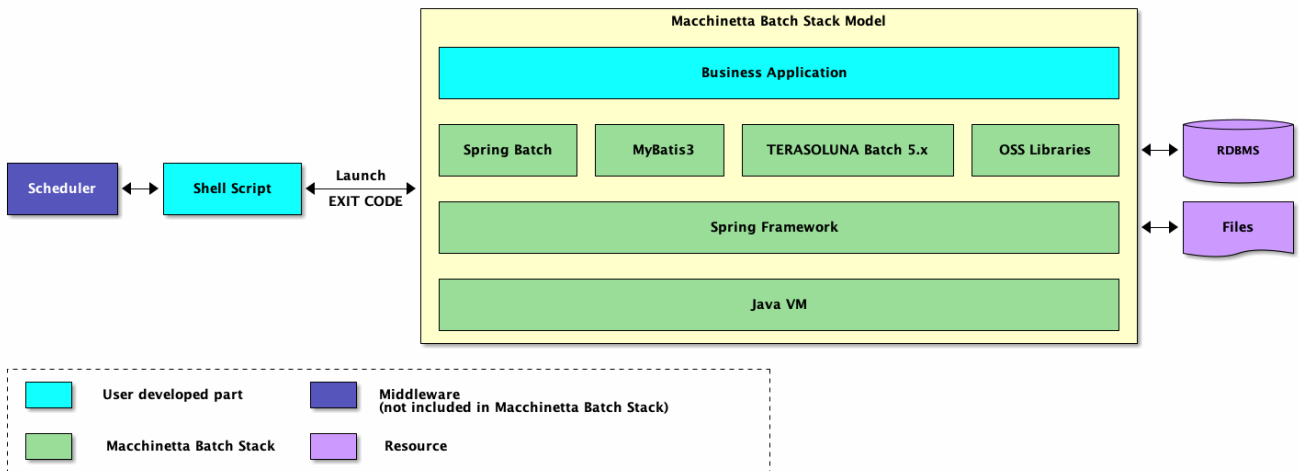 Macchinetta Batch Stack Model
Business Application
Spring Batch
MyBatis3
TERASOLUNA Batch 5.x
OSS Libraries
RDBMS
Scheduler
Shell Script
Launch
EXIT CODE
Spring Framework
Files
Java VM
User developed part
Middleware
(not included in Macchinetta Batch Stack)
Macchinetta Batch Stack
Resource